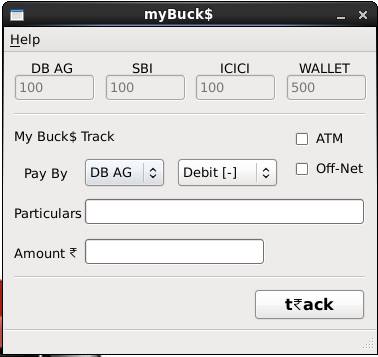 myBuck$
Help
DB AG SBI ICICI WALLET
100 100 100 500
My Buck$ Track ATM
Pay By DB AG Debit [-] Off-Net
Particulars
Amount ₹
t₹ack